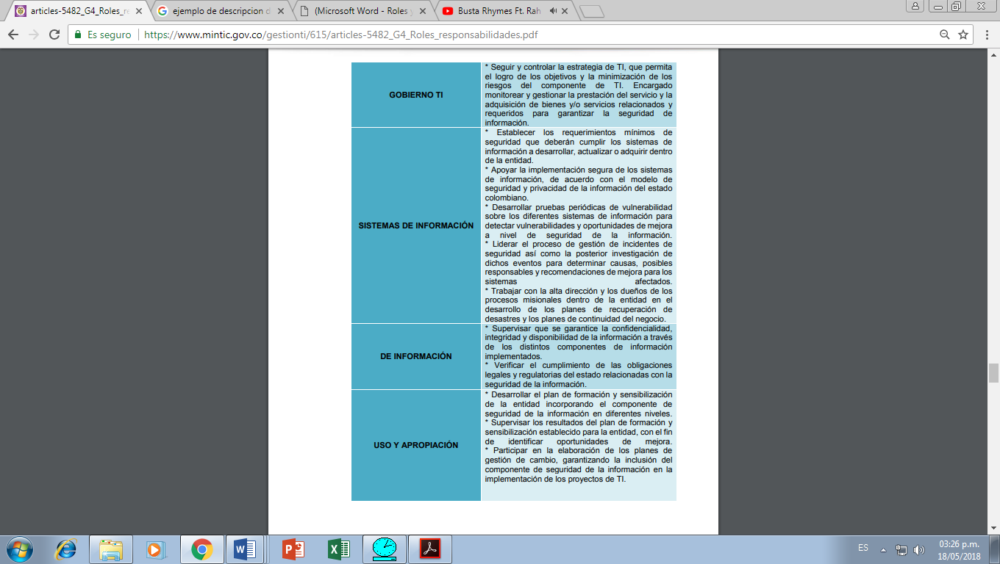 articles-5482_G4_Roles_re
ejemplo de descripcion d
(Microsoft Word - Roles y
Busta Rhymes Ft. Rah
Es seguro
https://www.mintic.gov.co/gestionti/615/articles-5482_G4_Roles_responsabilidades.pdf
GOBIERNO TI
* Seguir y controlar la estrategia de TI, que permita
el logro de los objetivos y la minimización de los
riesgos del componente de TI. Encargado
monitorear y gestionar la prestación del servicio y la
adquisición de bienes y/o servicios relacionados y
requeridos para garantizar la seguridad de
información.
SISTEMAS DE INFORMACIÓN
* Establecer los requerimientos mínimos de
seguridad que deberán cumplir los sistemas de
información a desarrollar, actualizar o adquirir dentro
de la entidad.
* Apoyar la implementación segura de los sistemas
de información, de acuerdo con el modelo de
seguridad y privacidad de la información del estado
colombiano.
* Desarrollar pruebas periódicas de vulnerabilidad
sobre los diferentes sistemas de información para
detectar vulnerabilidades y oportunidades de mejora
a nivel de seguridad de la información.
* Liderar el proceso de gestión de incidentes de
seguridad así como la posterior investigación de
dichos eventos para determinar causas, posibles
responsables y recomendaciones de mejora para los
sistemas afectados.
* Trabajar con la alta dirección y los dueños de los
procesos misionales dentro de la entidad en el
desarrollo de los planes de recuperación de
desastres y los planes de continuidad del negocio.
DE INFORMACIÓN
* Supervisar que se garantice la confidencialidad,
integridad y disponibilidad de la información a través
de los distintos componentes de información
implementados.
* Verificar el cumplimiento de las obligaciones
legales y regulatorias del estado relacionadas con la
seguridad de la información.
USO Y APROPIACIÓN
* Desarrollar el plan de formación y sensibilización
de la entidad incorporando el componente de
seguridad de la información en diferentes niveles.
* Supervisar los resultados del plan de formación y
sensibilización establecido para la entidad, con el fin
de identificar oportunidades de mejora.
* Participar en la elaboración de los planes de
gestión de cambio, garantizando la inclusión del
componente de seguridad de la información en la
implementación de los proyectos de TI.
ES
03:26 p.m.
18/05/2018